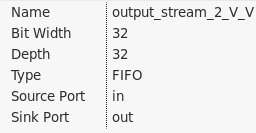 Name output_stream_2_V_V
Bit Width 32
Depth 32
Type FIFO
Source Port in
Sink Port out